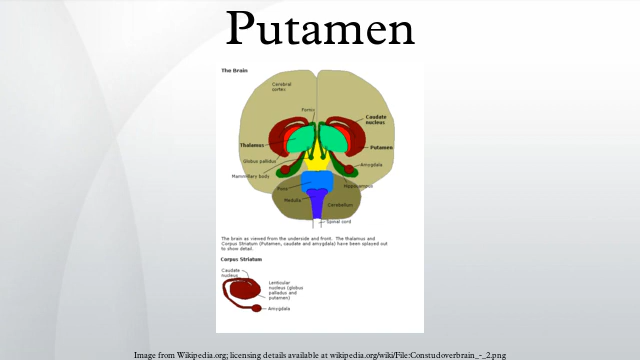 Putamen
The Brain
Cerebral
cortex
Fornix
Caudate
nucleus
Thalamus
Putamen
Globus pallidus
Amygdala
Mammillary body
Hippocampus
Pons
Medulla
Cerebellum
Spinal cord
The brain as viewed from the underside and front. The thalamus and
Corpus Striatum (Putamen, caudate and amygdala) have been splayed out
to show detail.
Corpus Striatum
Caudate
nucleus
Lenticular
nucleus (globus
pallidus and
putamen)
Amygdala
Image from Wikipedia.org; licensing details available at wikipedia.org/wiki/File:Constudoverbrain_-_2.png